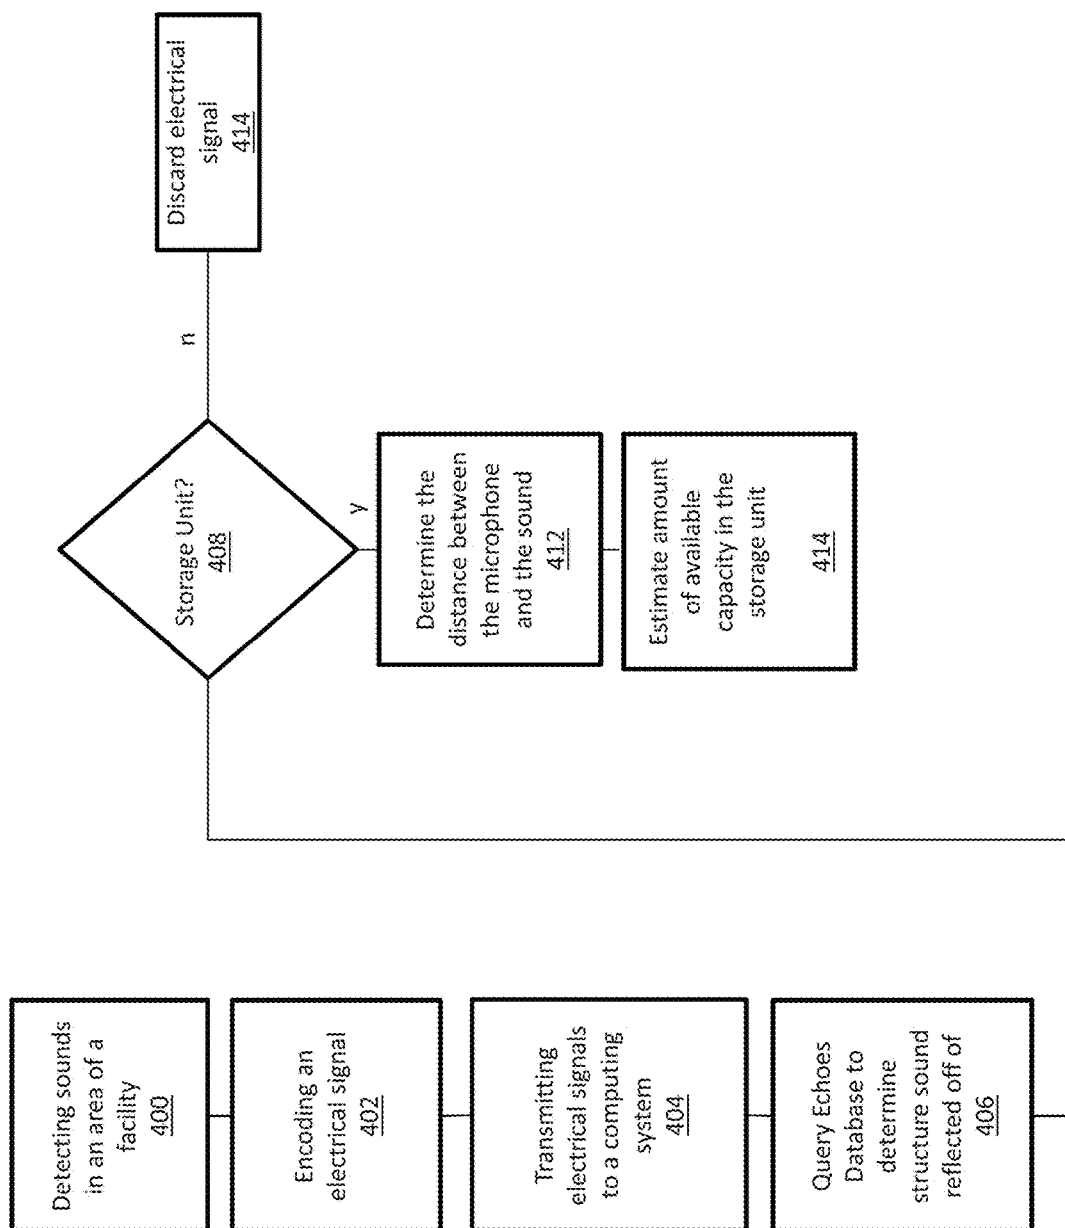 Detecting sounds
in an area of a
facility
400
Encoding an
electrical signal
402
Transmitting
electrical signals
to a computing
system
404
Query Echoes
Database to
determine
structure sound
reflected off of
406
Storage Unit?
408
n
Discard electrical
signal
414
y
Determine the
distance between
the microphone
and the sound
412
Estimate amount
of available
capacity in the
storage unit
414